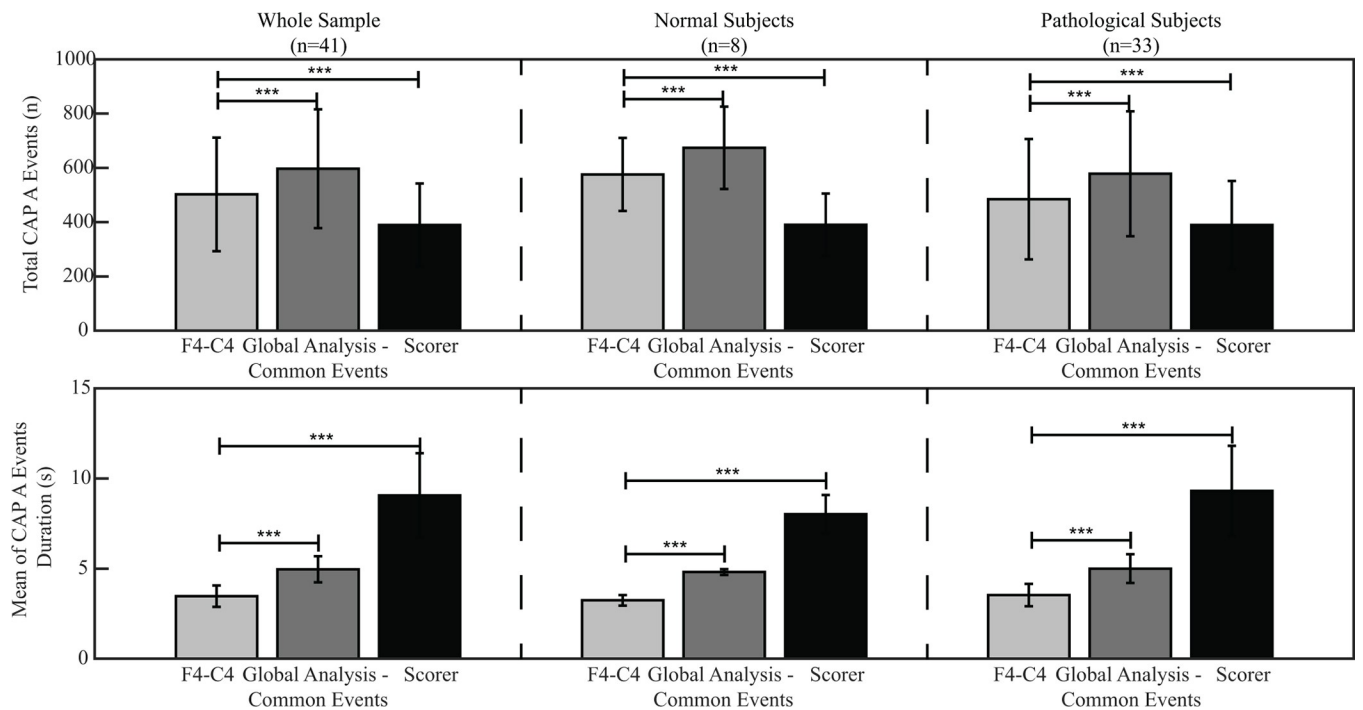 Whole Sample
(n=41)
Normal Subjects
(n=8)
Pathological Subjects
(n=33)
Total CAP A Events (n)
1000
800
600
400
200
0
***
***
***
***
***
***
F4-C4 Global Analysis - Scorer
Common Events
F4-C4 Global Analysis - Scorer
Common Events
F4-C4 Global Analysis - Scorer
Common Events
Mean of CAP A Events
Duration (s)
15
10
5
0
***
***
***
***
***
***
F4-C4 Global Analysis - Scorer
Common Events
F4-C4 Global Analysis - Scorer
Common Events
F4-C4 Global Analysis - Scorer
Common Events